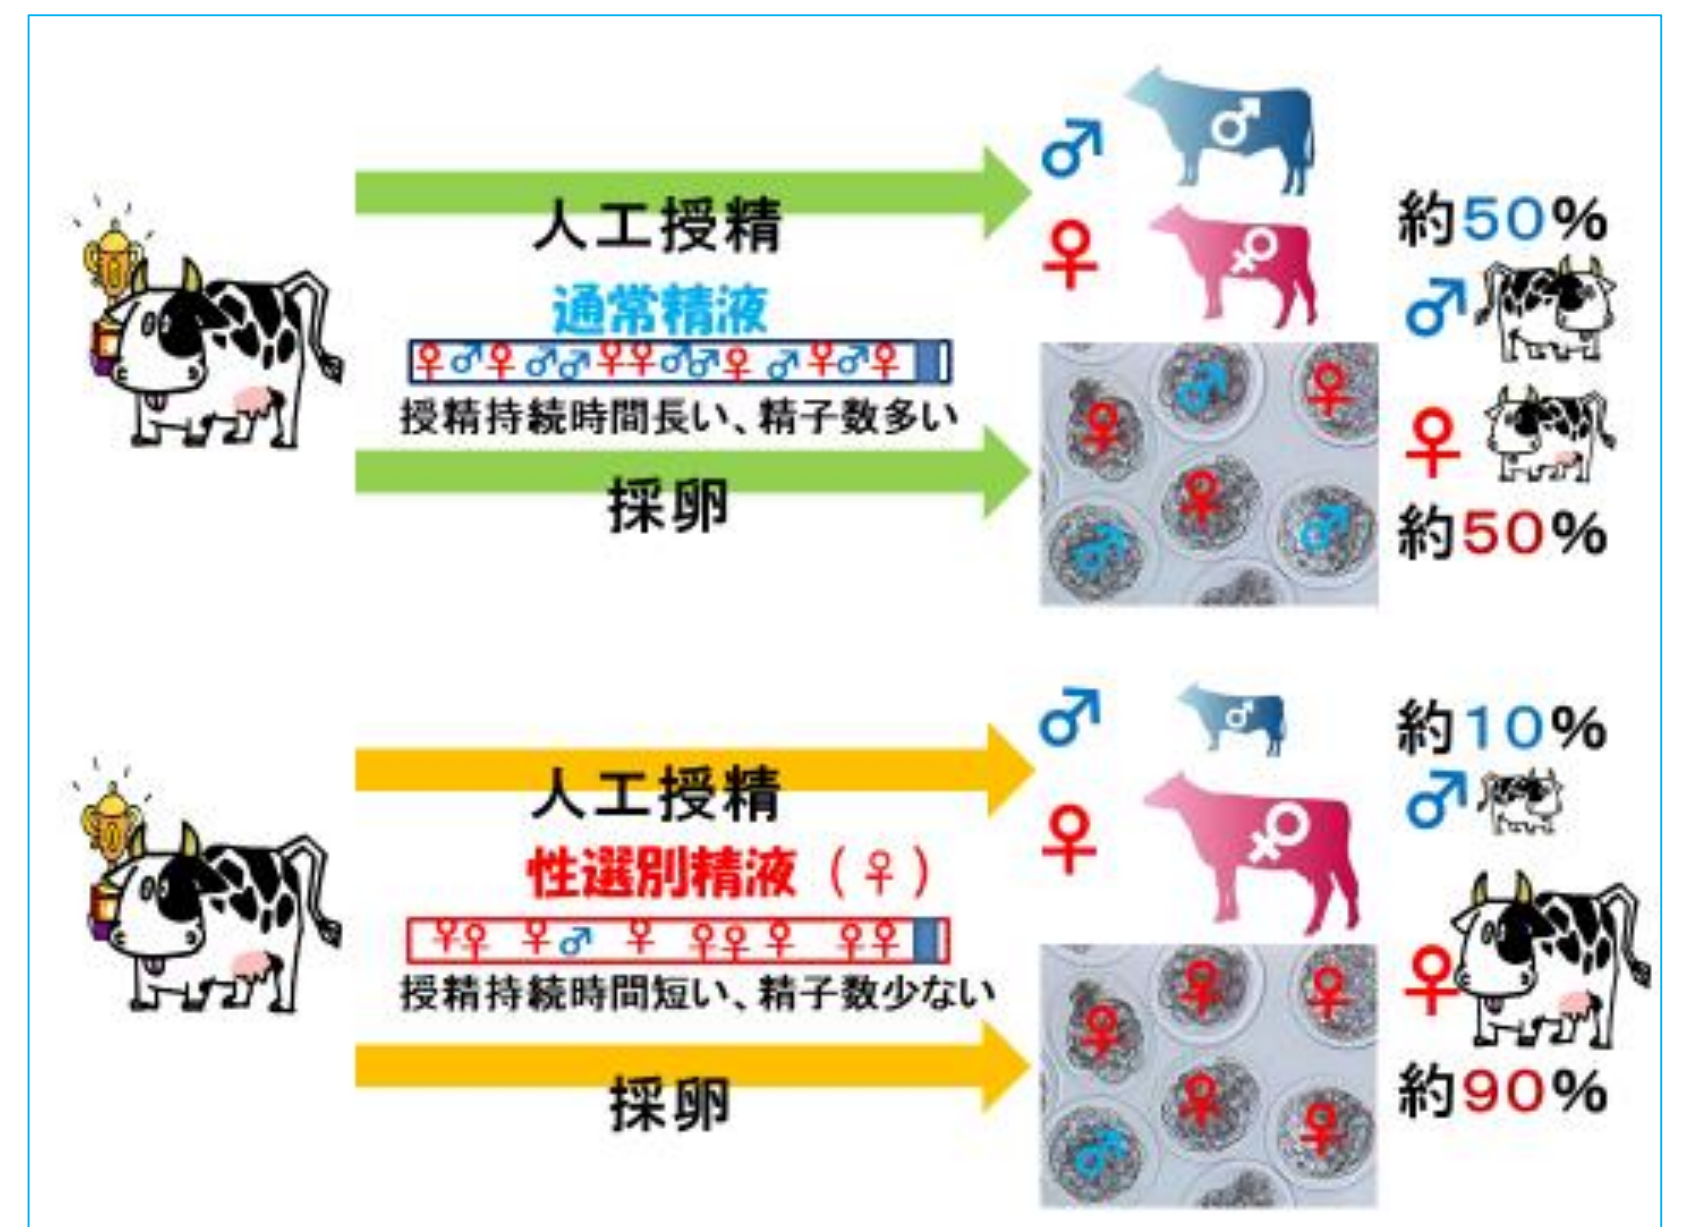 人工授精
通常精液
♀♂♀♂♂♀♀♂♂♀♂♀♂♀
授精持続時間長い、精子数多い
採卵
♂
♂
♀
♀
♀
♂
♀
♀
♂
♂
約50%
♂
♀
約50%
人工授精
性選別精液(♀)
♀♀♀♂♀♀♀♀♀♀
授精持続時間短い、精子数少ない
採卵
♂
♂
♀
♀
♀
♀
♀
♀
♂
♀
約10%
♂
♀
約90%